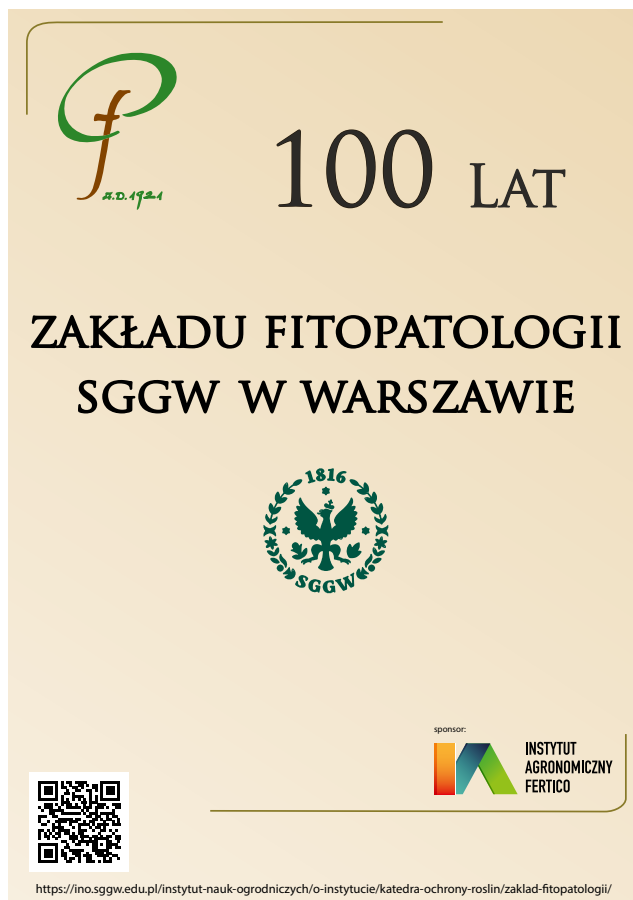 A.D. 1921
100 LAT
ZAKŁADU FITOPATOLOGII
SGGW W WARSZAWIE
1816
SGGW
sponsor:
INSTYTUT
AGRONOMICZNY
FERTICO
https://ino.sggw.edu.pl/instytut-nauk-ogrodniczych/o-instytucie/katedra-ochrony-roslin/zaklad-fitopatologii/